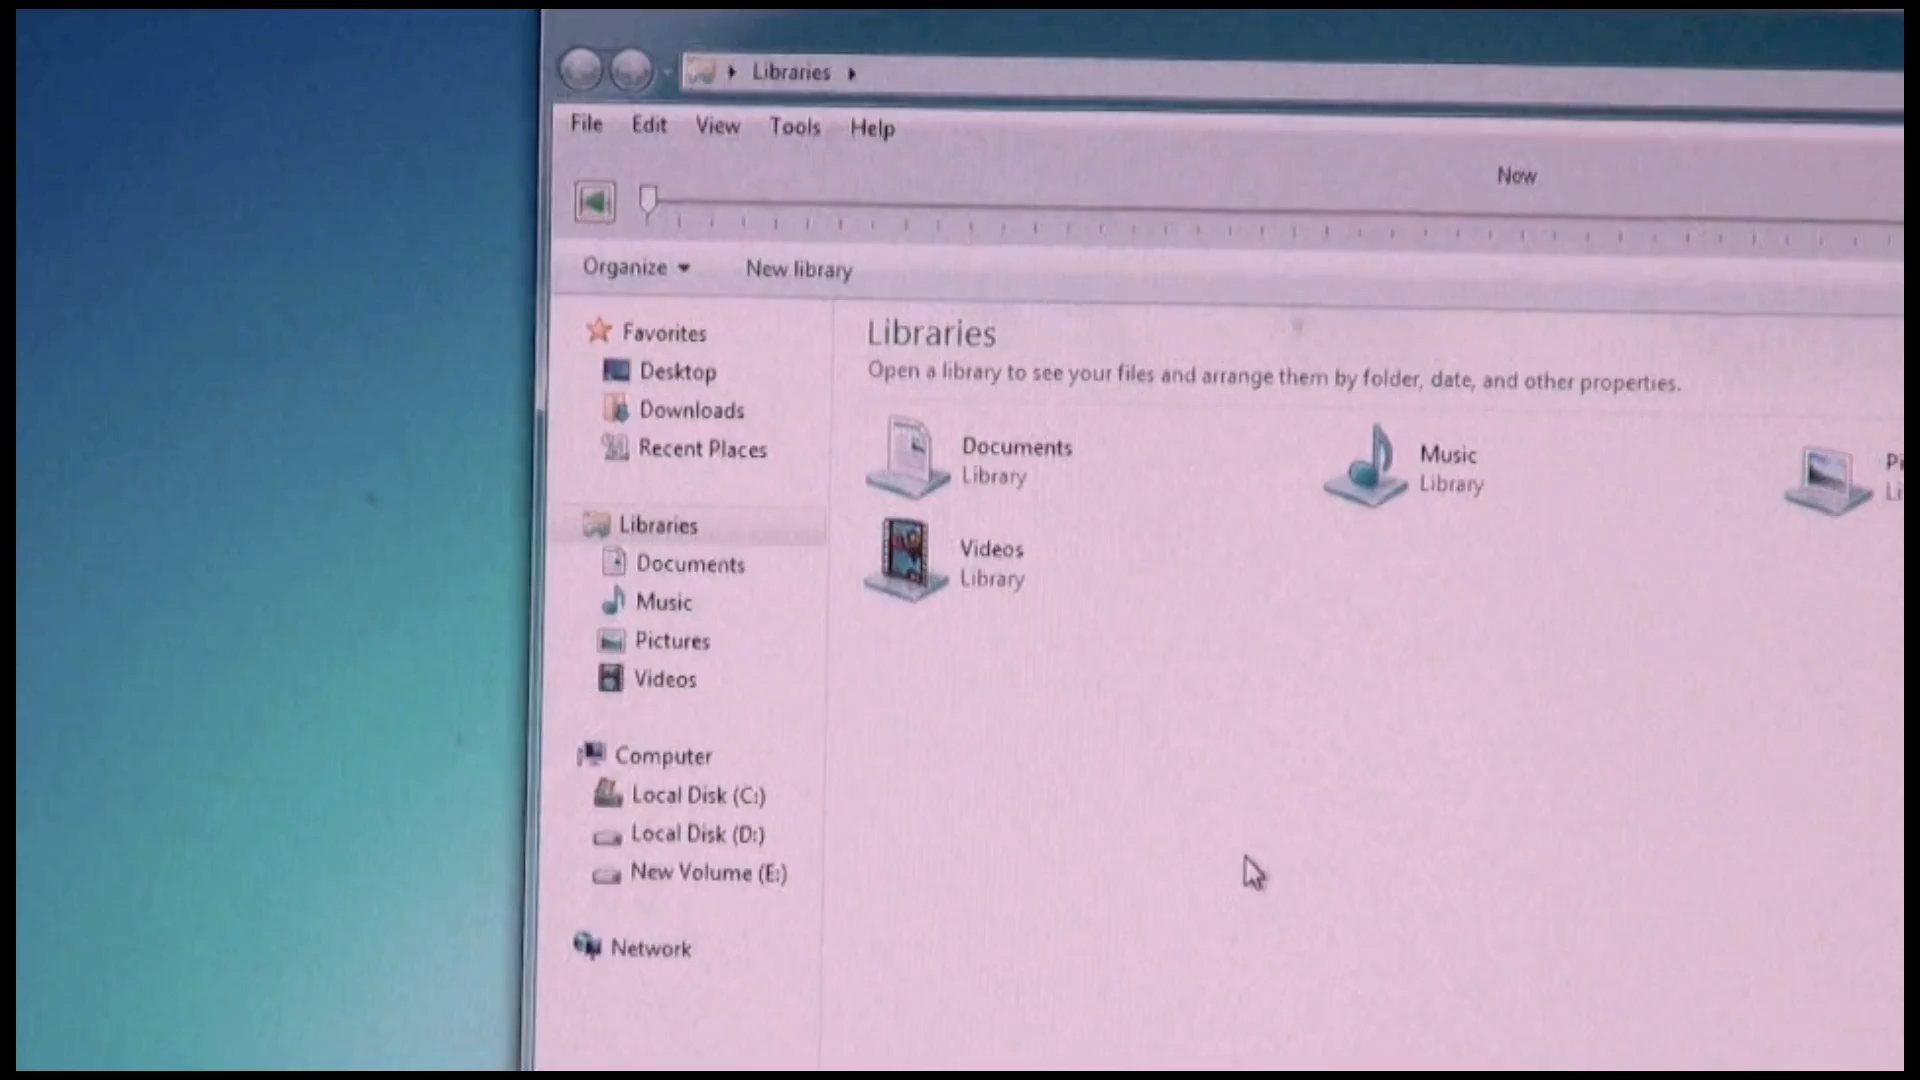 Libraries
File Edit View Tools Help
Now
Organize New library
Favorites
Desktop
Downloads
Recent Places
Libraries
Documents
Music
Pictures
Videos
Computer
Local Disk (C:)
Local Disk (D:)
New Volume (E:)
Network
Libraries
Open a library to see your files and arrange them by folder, date, and other properties.
Documents
Library
Music
Library
Videos
Library